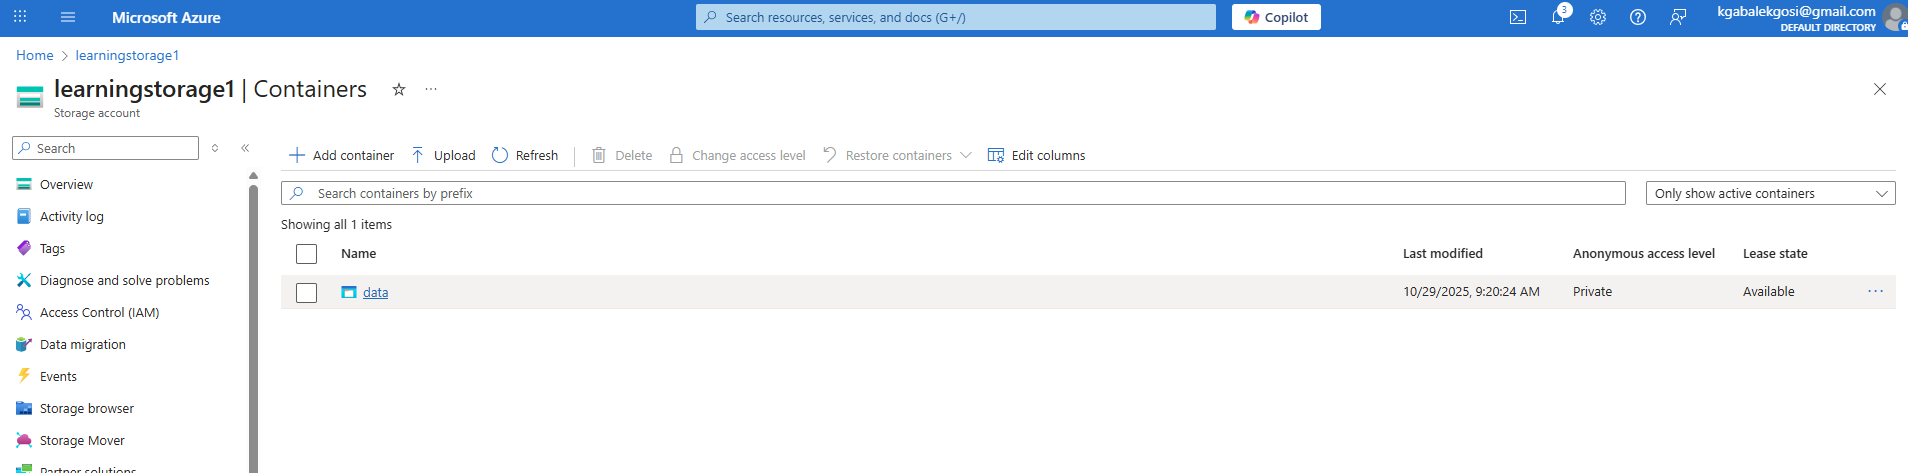 Microsoft Azure
Search resources, services, and docs (G+/)
Copilot
3
kgabalekgosi@gmail.com
DEFAULT DIRECTORY
Home > learningstorage1
learningstorage1 | Containers
Storage account
Search
Add container
Upload
Refresh
Delete
Change access level
Restore containers
Edit columns
Search containers by prefix
Only show active containers
Showing all 1 items
Name
Last modified
Anonymous access level
Lease state
data
10/29/2025, 9:20:24 AM
Private
Available
Overview
Activity log
Tags
Diagnose and solve problems
Access Control (IAM)
Data migration
Events
Storage browser
Storage Mover
Partner solutions